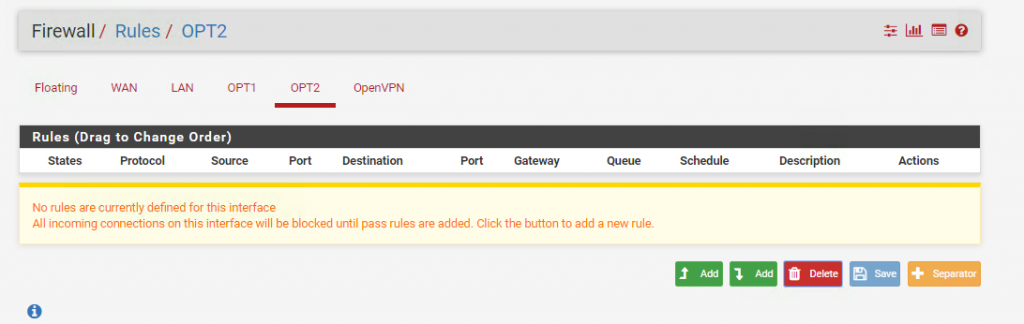 Firewall / Rules / OPT2
Floating WAN LAN OPT1 OPT2 OpenVPN
Rules (Drag to Change Order)
States Protocol Source Port Destination Port Gateway Queue Schedule Description Actions
No rules are currently defined for this interface
All incoming connections on this interface will be blocked until pass rules are added. Click the button to add a new rule.
Add Add Delete Save Separator